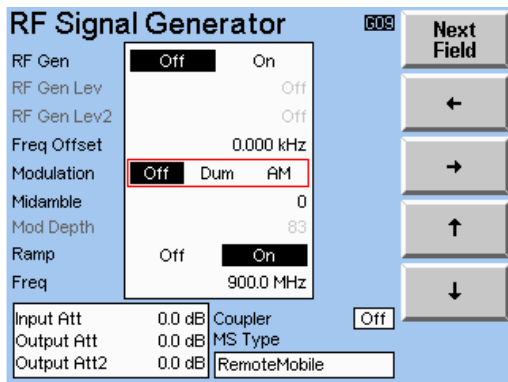 RF Signal Generator G09
Next
Field
RF Gen Off On
RF Gen Lev Off
RF Gen Lev2 Off
Freq Offset 0.000 kHz
Modulation Off Dum AM
Midamble 0
Mod Depth 83
Ramp Off On
Freq 900.0 MHz
Input Att 0.0 dB
Output Att 0.0 dB
Output Att2 0.0 dB
Coupler Off
MS Type
RemoteMobile